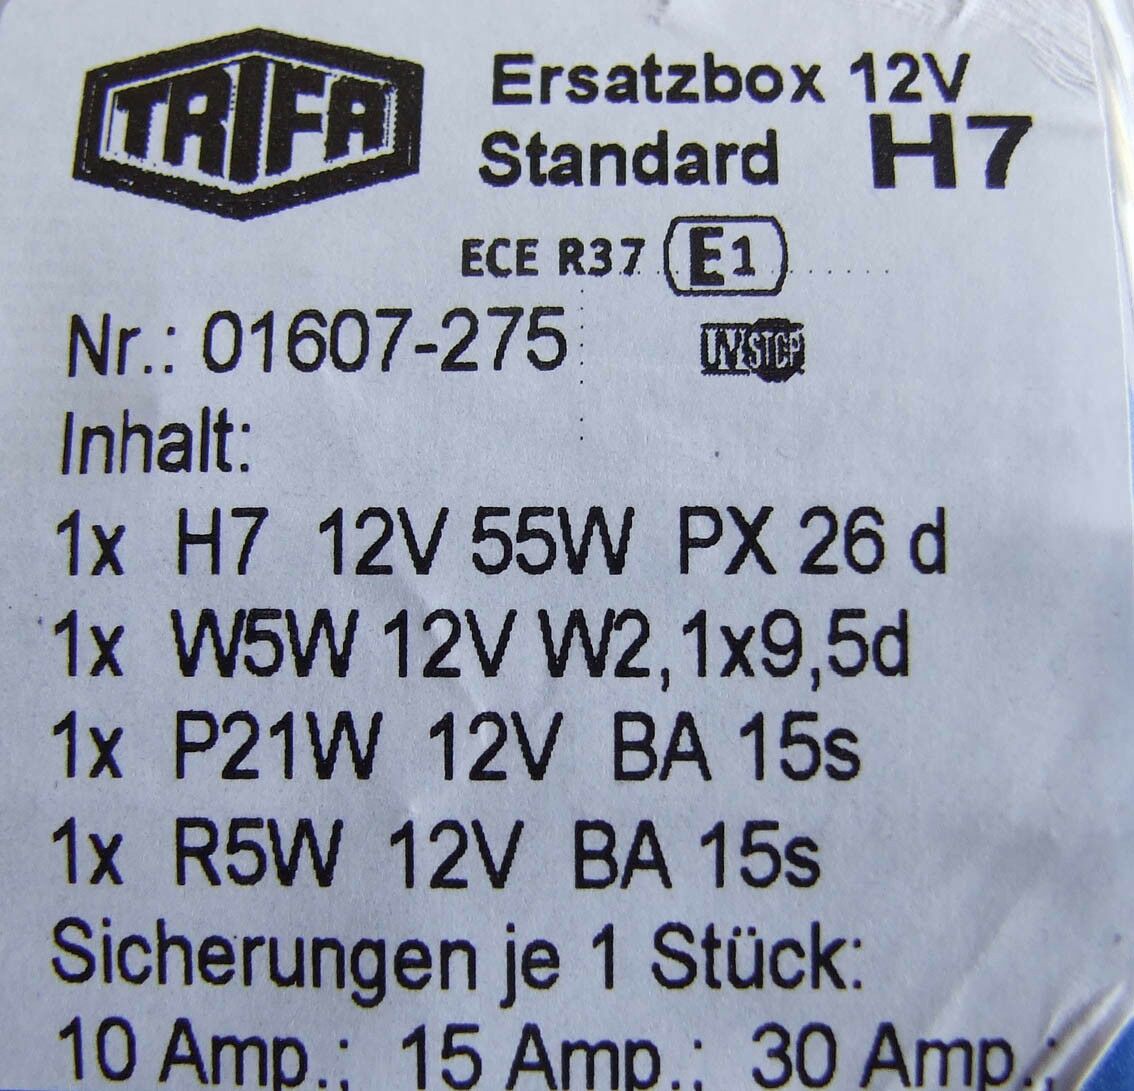 TRIFA
Ersatzbox 12V
Standard H7
ECE R37 E1
Nr.: 01607-275
UV STOP
Inhalt:
1x H7 12V 55W PX 26 d
1x W5W 12V W2,1x9,5d
1x P21W 12V BA 15s
1x R5W 12V BA 15s
Sicherungen je 1 Stück:
10 Amp.; 15 Amp.; 30 Amp.;